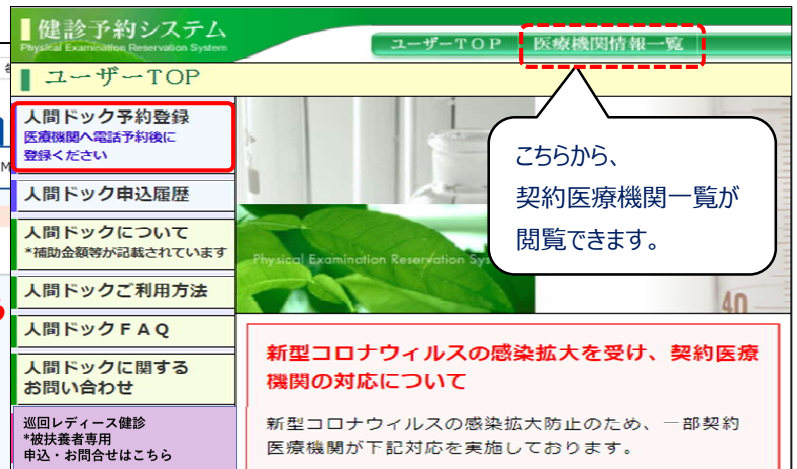 健診予約システム
Physical Examination Reservation System
ユーザーTOP 医療機関情報一覧
ユーザーTOP
人間ドック予約登録
医療機関へ電話予約後に
登録ください
人間ドック申込履歴
人間ドックについて
*補助金額等が記載されています
人間ドックご利用方法
人間ドックFAQ
人間ドックに関する
お問い合わせ
巡回レディース健診
*被扶養者専用
申込・お問合せはこちら
こちらから、
契約医療機関一覧が
閲覧できます。
Physical Examination Reservation Sys
40
新型コロナウィルスの感染拡大を受け、契約医療
機関の対応について
新型コロナウィルスの感染拡大防止のため、一部契約
医療機関が下記対応を実施しております。